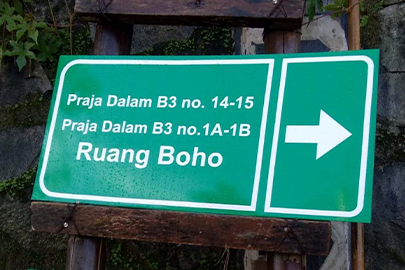 Praja Dalam B3 no. 14-15
Praja Dalam B3 no.1A-1B
Ruang Boho